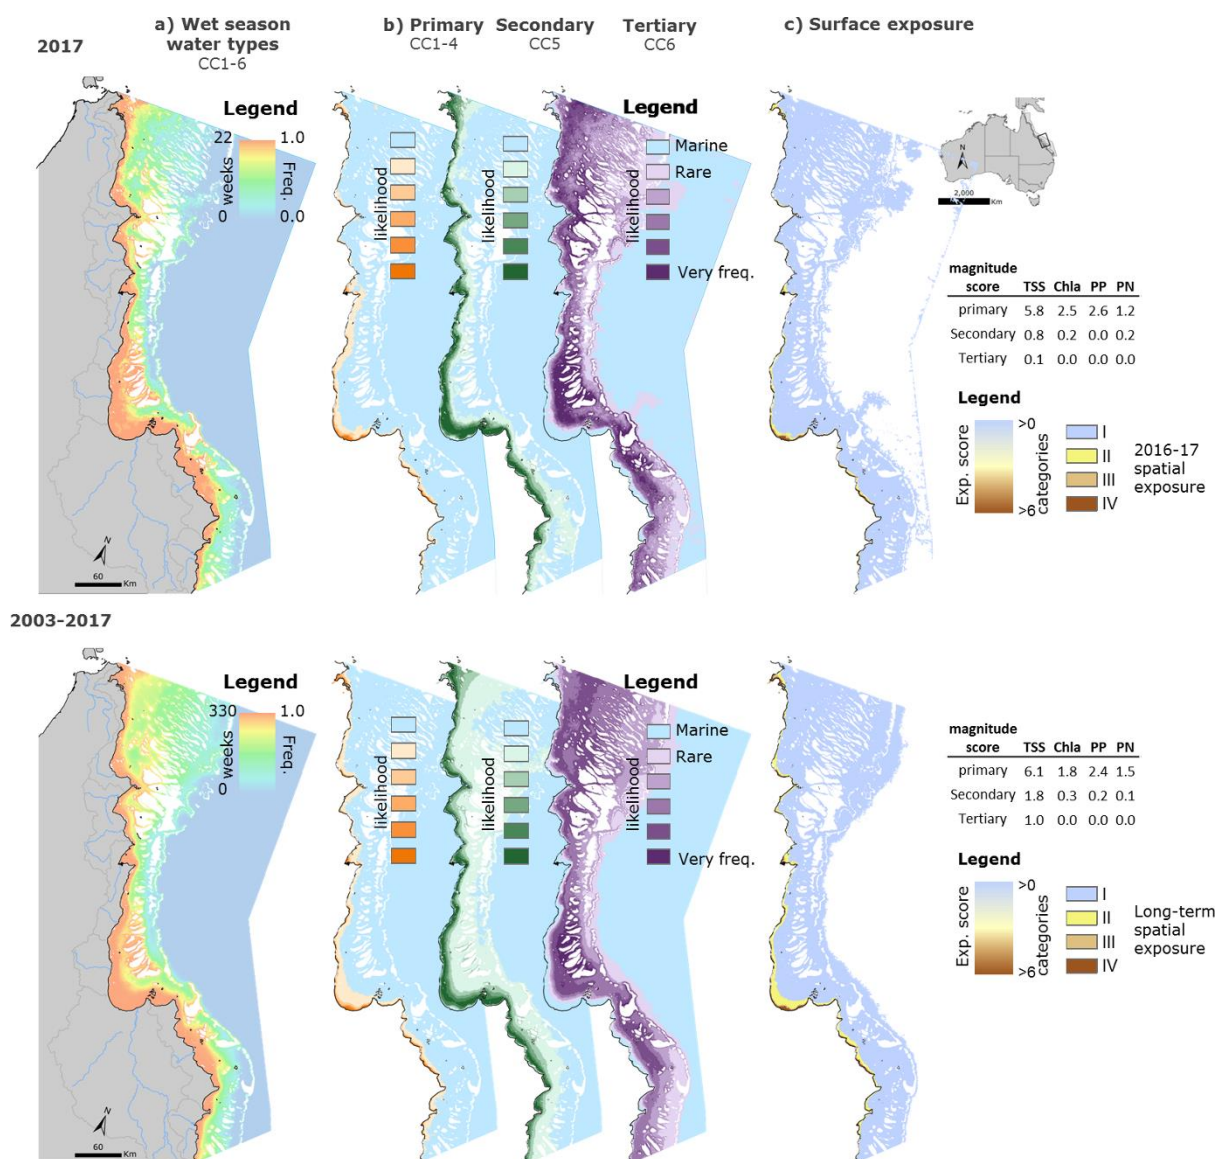 2017
a) Wet season
water types
CC1-6
b) Primary
CC1-4
Secondary
CC5
Tertiary
CC6
c) Surface exposure
Legend
22
1.0
weeks
Freq.
0
0.0
N
60
Km
likelihood
likelihood
Legend
Marine
Rare
likelihood
Very freq.
N
2,000
Km
magnitude
score TSS Chla PP PN
primary 5.8 2.5 2.6 1.2
Secondary 0.8 0.2 0.0 0.2
Tertiary 0.1 0.0 0.0 0.0
Legend
Exp. score
>0
>6
categories
I
II
III
IV
2016-17
spatial
exposure
2003-2017
Legend
330
1.0
weeks
Freq.
0
N
60
Km
likelihood
likelihood
Legend
Marine
Rare
likelihood
Very freq.
magnitude
score TSS Chla PP PN
primary 6.1 1.8 2.4 1.5
Secondary 1.8 0.3 0.2 0.1
Tertiary 1.0 0.0 0.0 0.0
Legend
Exp. score
>0
>6
categories
I
II
III
IV
Long-term
spatial
exposure